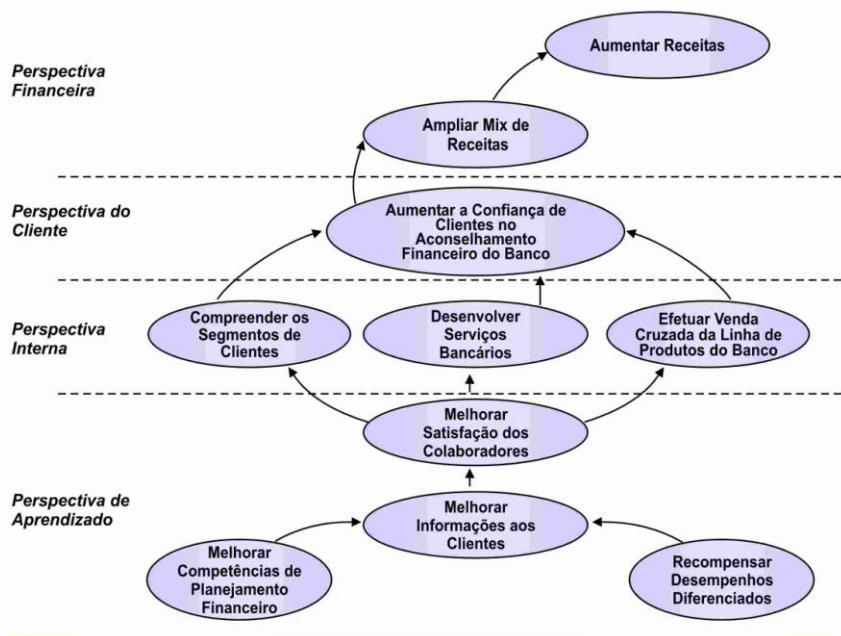 Perspectiva
Financeira
Aumentar Receitas
Ampliar Mix de
Receitas
Perspectiva do
Cliente
Aumentar a Confiança de
Clientes no
Aconselhamento
Financeiro do Banco
Perspectiva
Interna
Compreender os
Segmentos de
Clientes
Desenvolver
Serviços
Bancários
Efetuar Venda
Cruzada da Linha de
Produtos do Banco
Melhorar
Satisfação dos
Colaboradores
Perspectiva de
Aprendizado
Melhorar
Informações aos
Clientes
Melhorar
Competências de
Planejamento
Financeiro
Recompensar
Desempenhos
Diferenciados